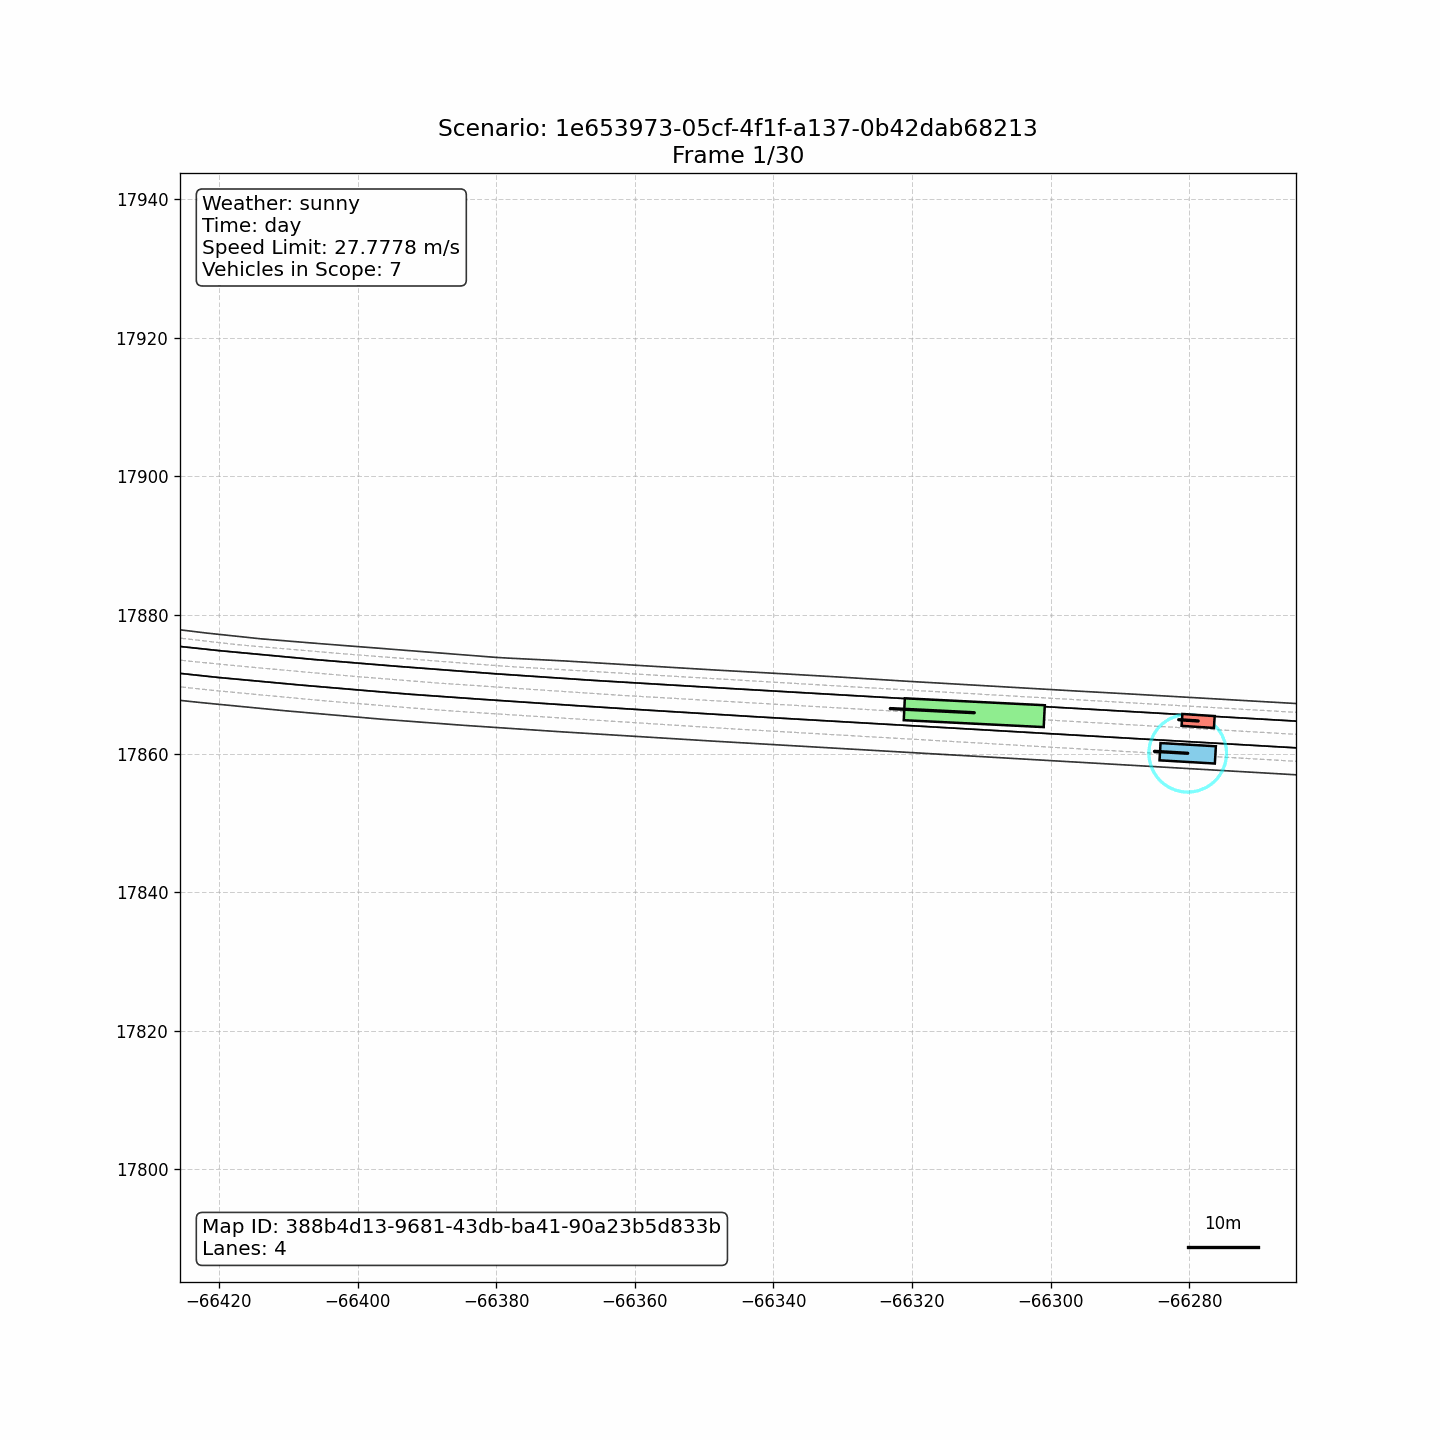 Scenario: 1e653973-05cf-4f1f-a137-0b42dab68213
Frame 1/30
Weather: sunny
Time: day
Speed Limit: 27.7778 m/s
Vehicles in Scope: 7
17940
17920
17900
17880
17860
17840
17820
17800
Map ID: 388b4d13-9681-43db-ba41-90a23b5d833b
Lanes: 4
10m
−66420 −66400 −66380 −66360 −66340 −66320 −66300 −66280